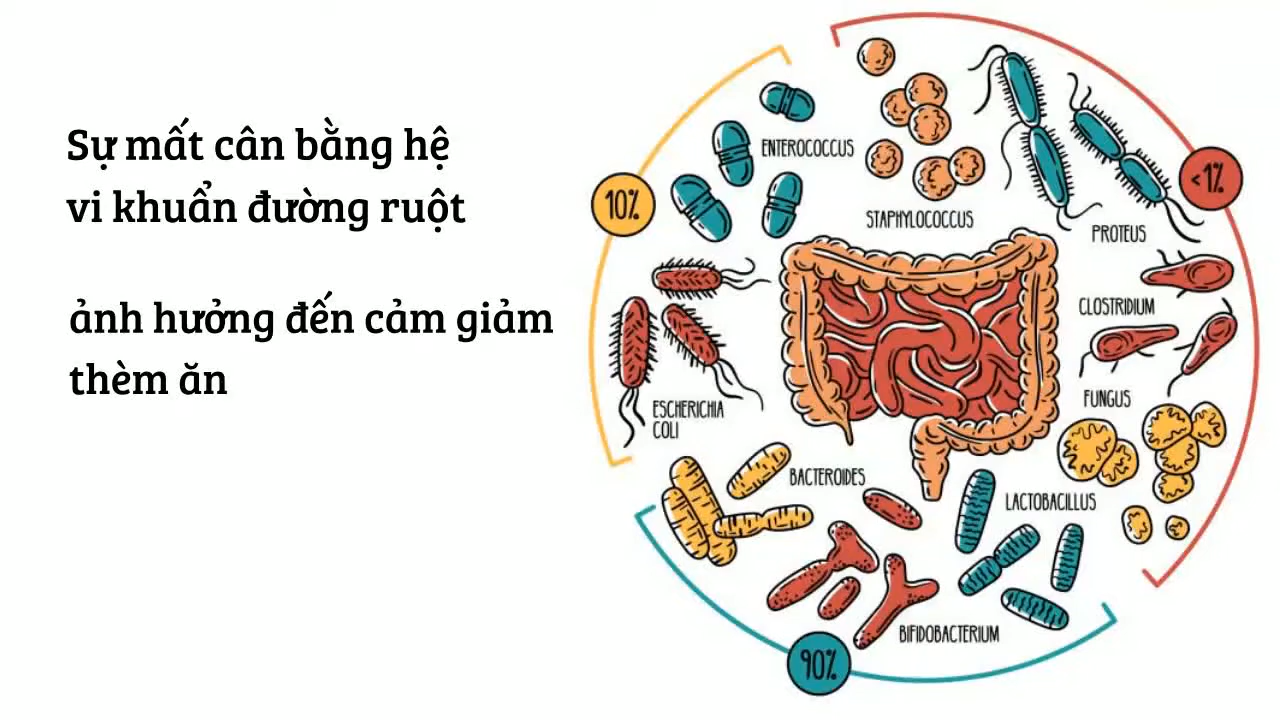 Sự mất cân bằng hệ
vi khuẩn đường ruột
ảnh hưởng đến cảm giảm
thèm ăn
10%
ENTEROCOCCUS
STAPHYLOCOCCUS
<1%
PROTEUS
CLOSTRIDIUM
FUNGUS
ESCHERICHIA
COLI
BACTEROIDES
LACTOBACILLUS
BIFIDOBACTERIUM
90%